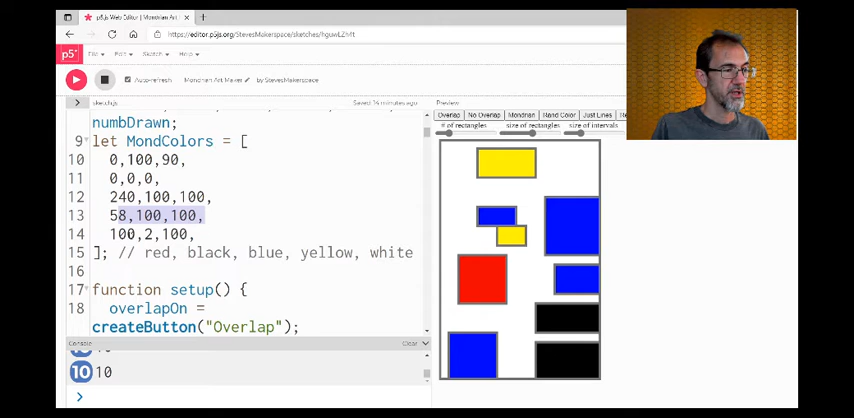 p5.js Web Editor | Mondrian Art M
https://editor.p5js.org/StevesMakerspace/sketches/hguwLZh4t
p5*
File
Edit
Sketch
Help
Auto-refresh
Mondrian Art Maker
by StevesMakerspace
sketch.js
Saved: 14 minutes ago
Preview
numbDrawn;
9 let MondColors = [
10 0,100,90,
11 0,0,0,
12 240,100,100,
13 58,100,100,
14 100,2,100,
15 ]; // red, black, blue, yellow, white
16
17 function setup() {
18 overlapOn =
createButton("Overlap");
Console
Clear
10 10
Overlap No Overlap Mondrian Rand Color Just Lines Re
# of rectangles size of rectangles size of intervals